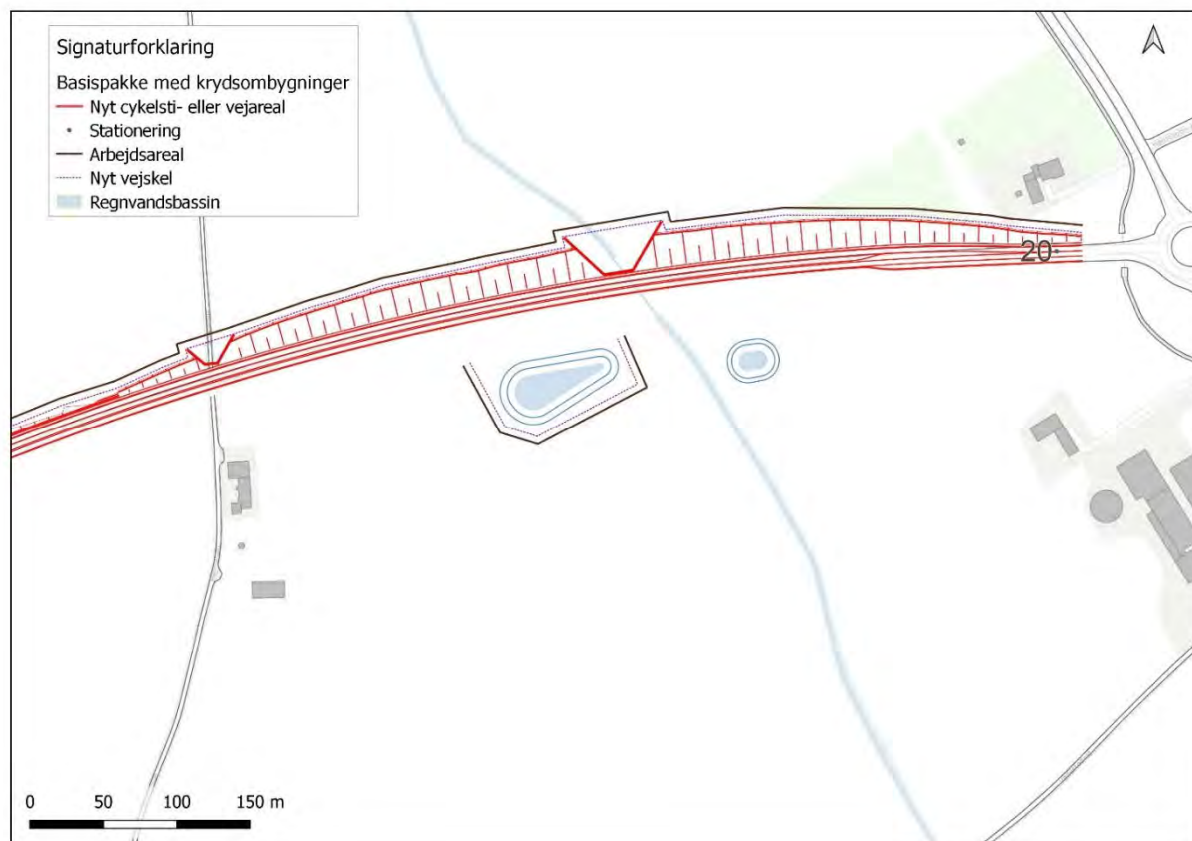 Signaturforklaring
Basispakke med krydsombygninger
Nyt cykelsti- eller vejareal
Stationering
Arbejdsareal
Nyt vejskel
Regnvandsbassin
20
0 50 100 150 m